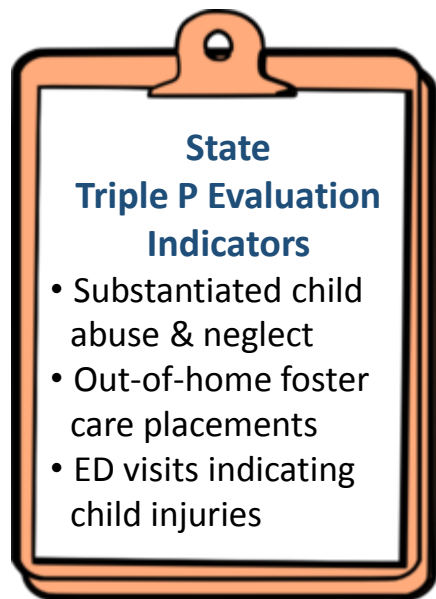 State
Triple P Evaluation
Indicators
• Substantiated child
abuse & neglect
• Out-of-home foster
care placements
• ED visits indicating
child injuries